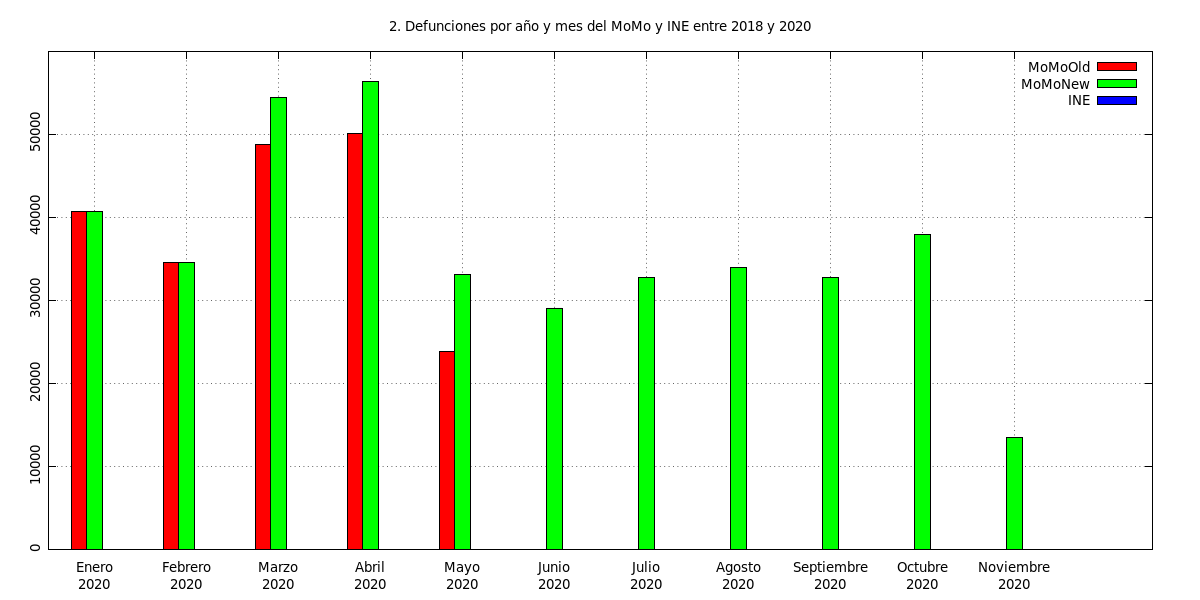 2. Defunciones por año y mes del MoMo y INE entre 2018 y 2020
MoMoOld
MoMoNew
INE
50000
40000
30000
20000
10000
0
Enero Febrero Marzo Abril Mayo Junio Julio Agosto Septiembre Octubre Noviembre
2020 2020 2020 2020 2020 2020 2020 2020 2020 2020 2020